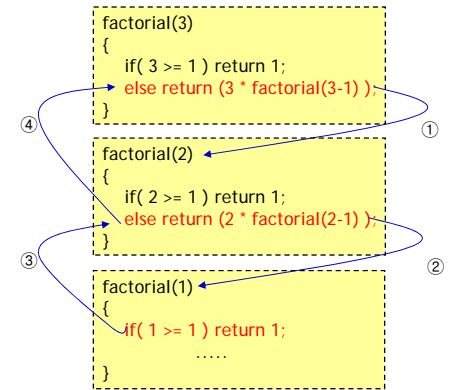 factorial(3)
{
if( 3 >= 1 ) return 1;
else return (3 * factorial(3-1) );
}
④
①
factorial(2)
{
if( 2 >= 1 ) return 1;
else return (2 * factorial(2-1) );
}
③
②
factorial(1)
{
if( 1 >= 1 ) return 1;
.....
}